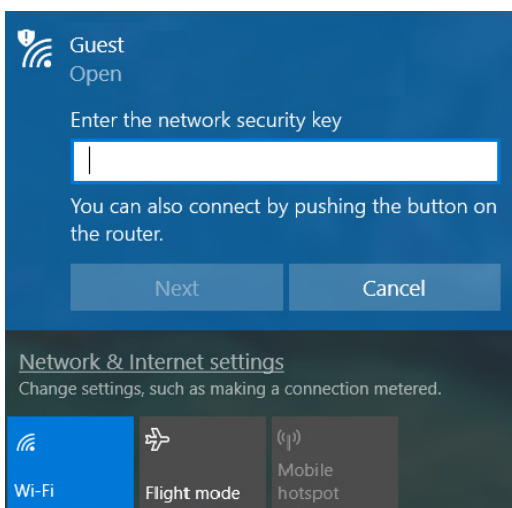 Guest
Open
Enter the network security key
You can also connect by pushing the button on
the router.
Next Cancel
Network & Internet settings
Change settings, such as making a connection metered.
Wi-Fi
Flight mode
Mobile
hotspot